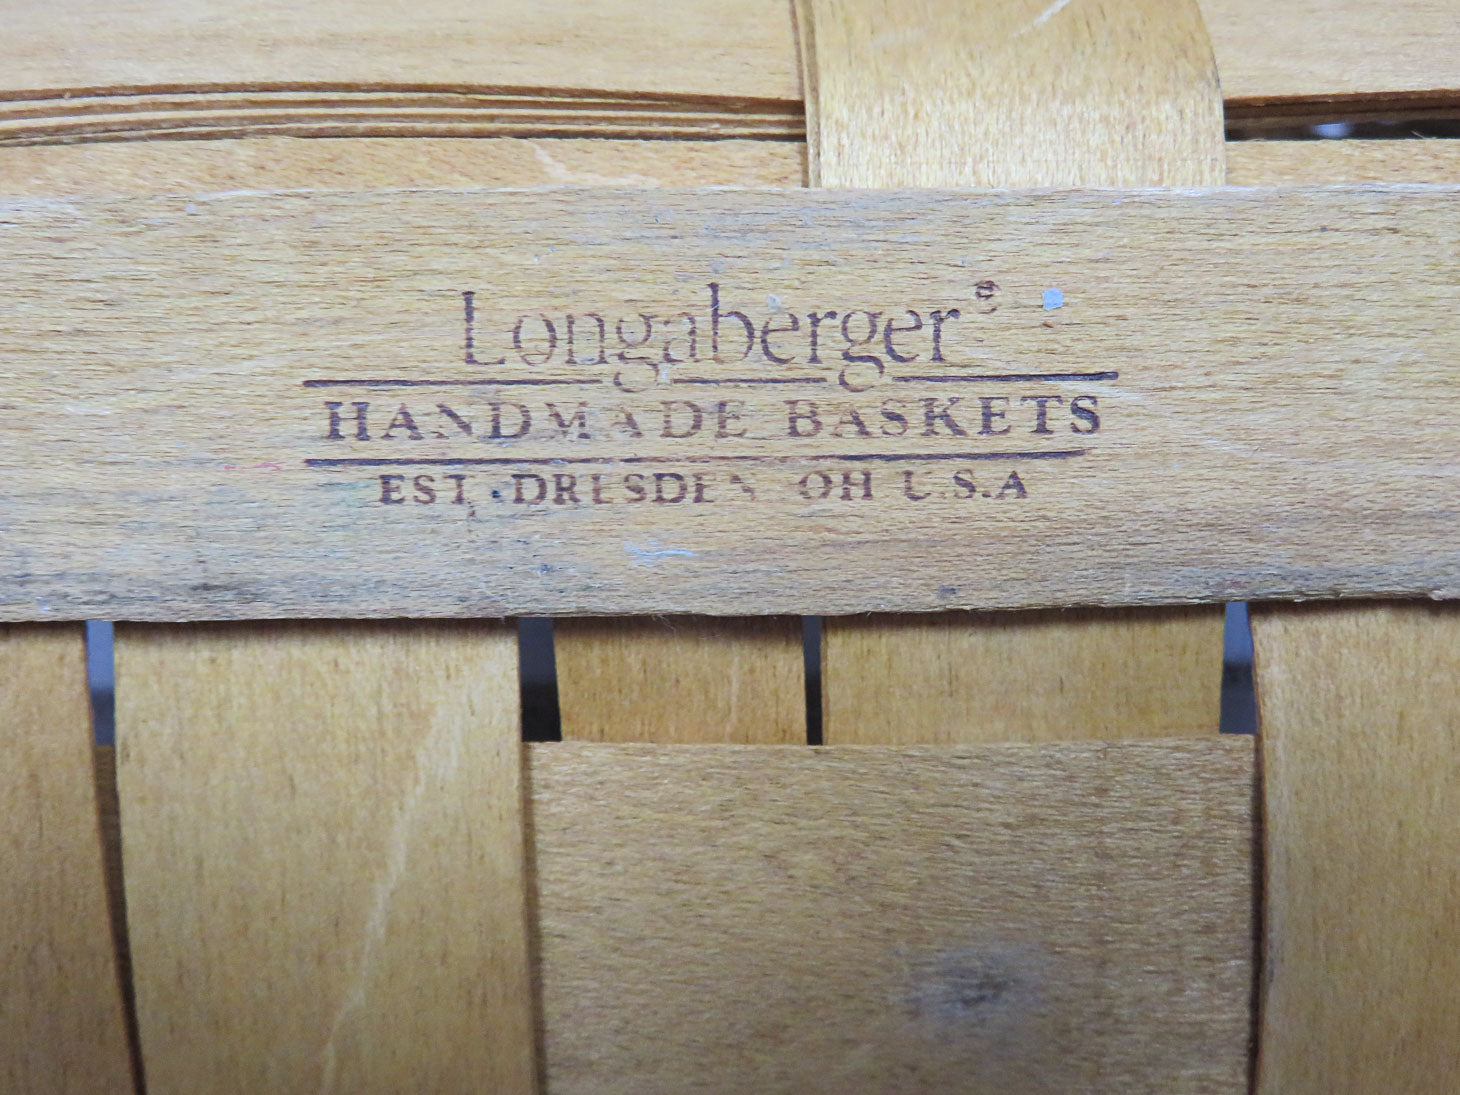 Longaberger®
HANDMADE BASKETS
EST. DRESDEN OH U.S.A